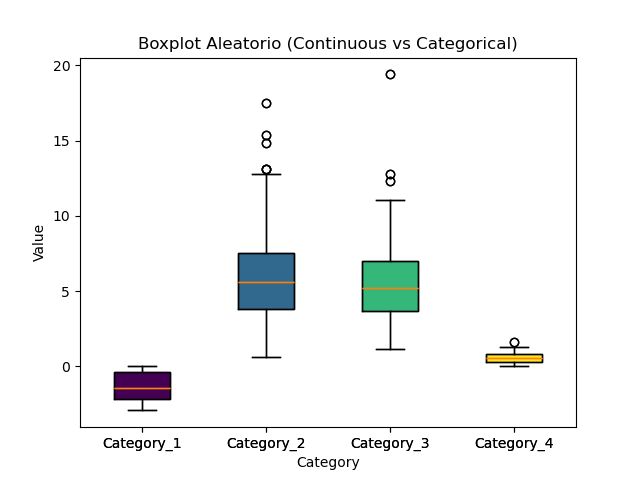 Boxplot Aleatorio (Continuous vs Categorical)
20
15
10
5
0
Value
Category_1 Category_2 Category_3 Category_4
Category